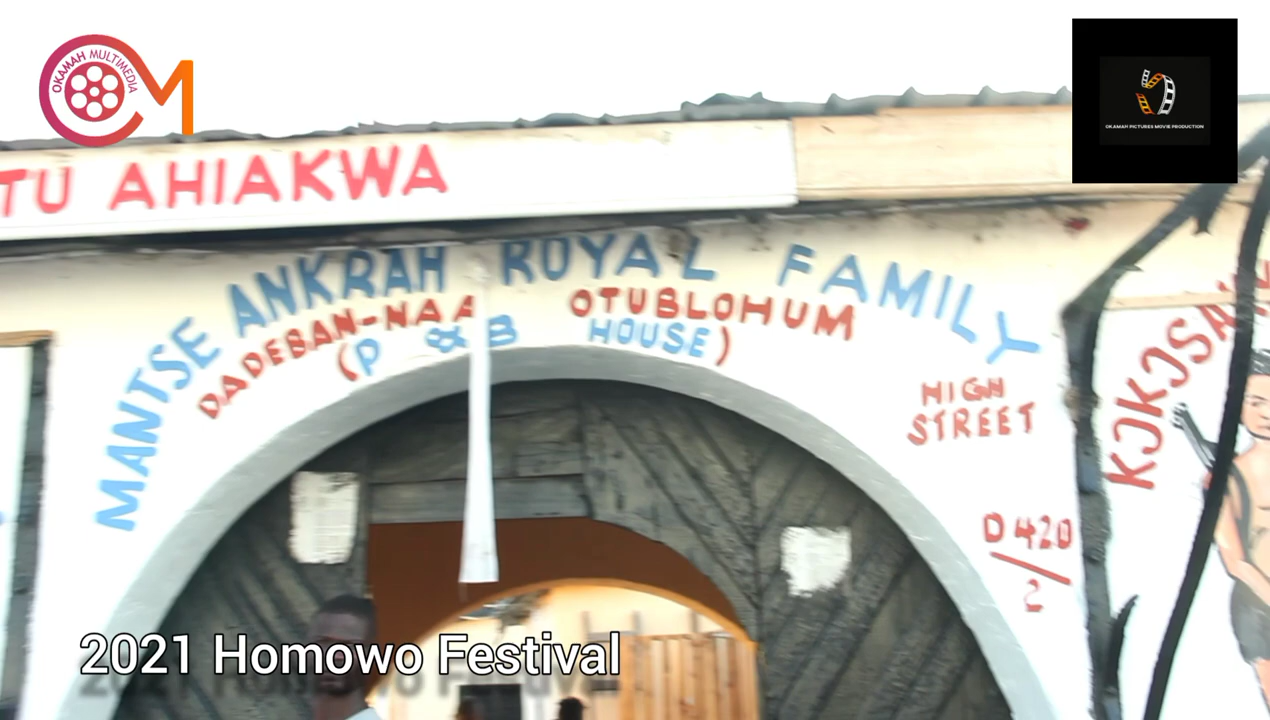 OKAMAH MULTIMEDIA
OKAMAH PICTURES MOVIE PRODUCTION
TU AHIAKWA
MANTSE ANKRAH ROYAL FAMILY
DADEBAN-NAA OTUBLOHUM
(P & B HOUSE)
HIGH
STREET
D 420/2
2021 Homowo Festival